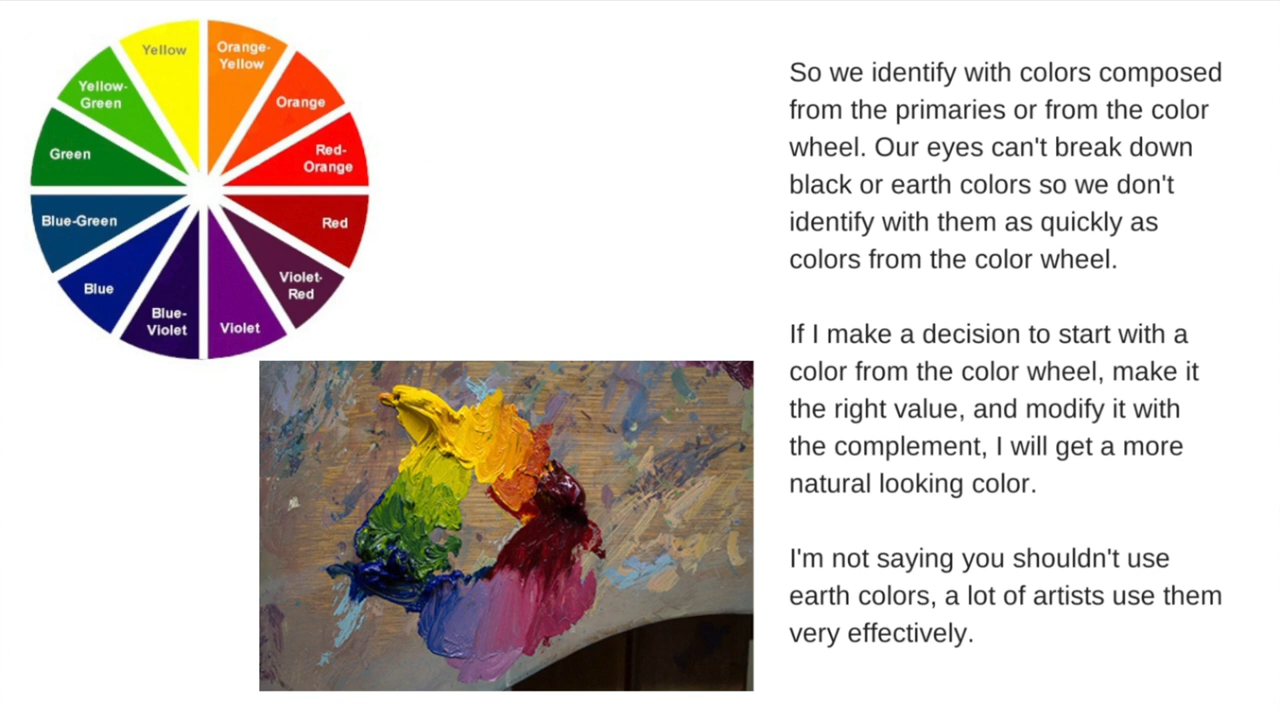 Yellow
Orange-
Yellow
Orange
Red-
Orange
Red
Violet-
Red
Violet
Blue-
Violet
Blue
Blue-Green
Green
Yellow-
Green
So we identify with colors composed
from the primaries or from the color
wheel. Our eyes can't break down
black or earth colors so we don't
identify with them as quickly as
colors from the color wheel.
If I make a decision to start with a
color from the color wheel, make it
the right value, and modify it with
the complement, I will get a more
natural looking color.
I'm not saying you shouldn't use
earth colors, a lot of artists use them
very effectively.